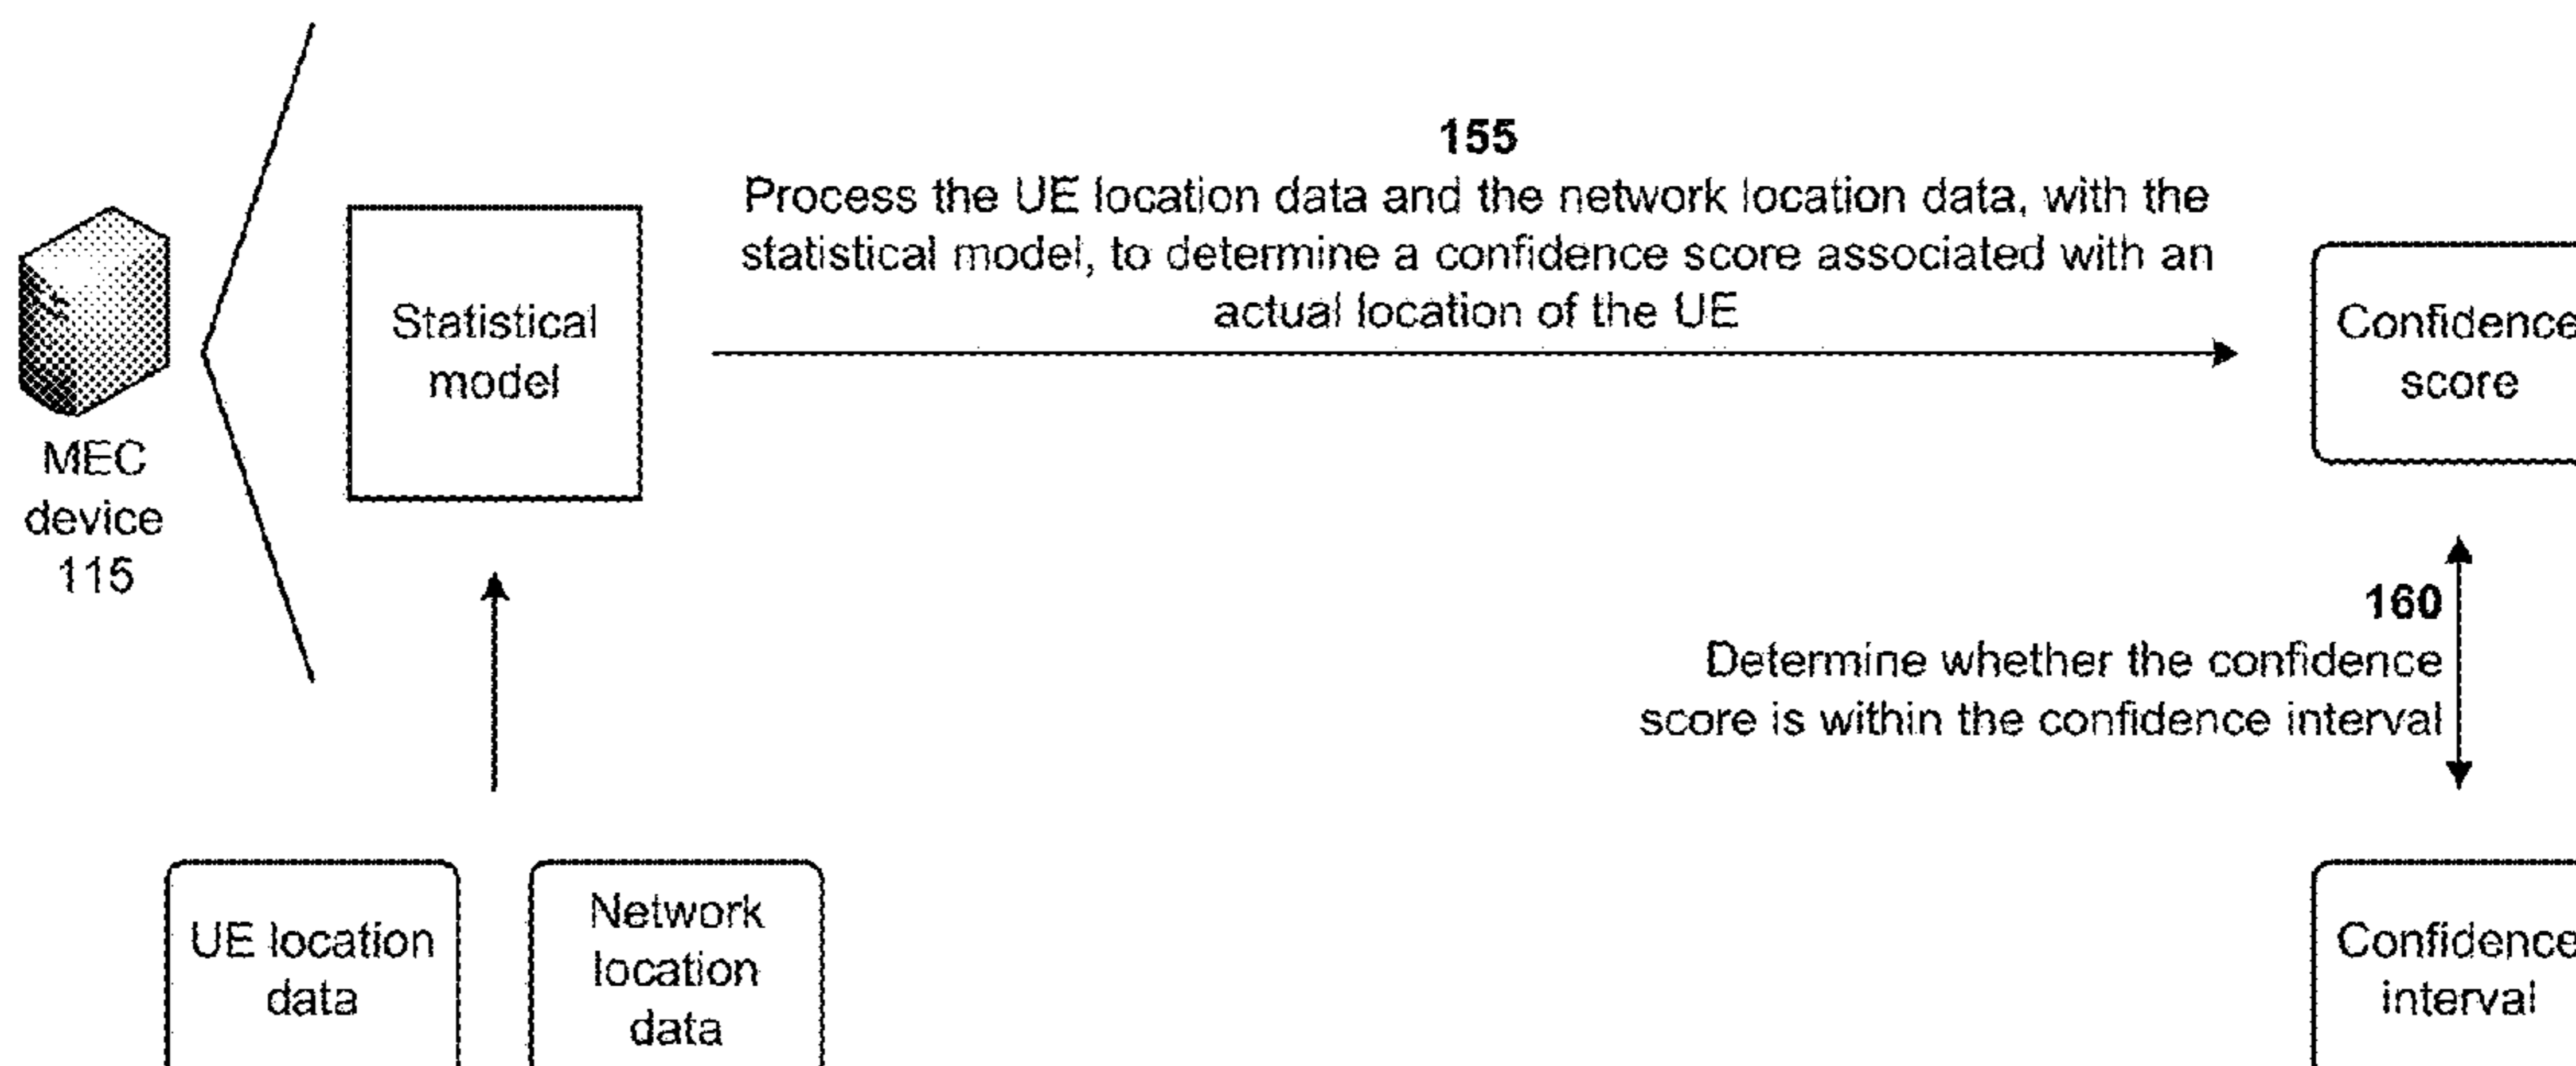 155
Process the UE location data and the network location data, with the
statistical model, to determine a confidence score associated with an
actual location of the UE
Statistical
model
Confidence
score
MEC
device
115
160
Determine whether the confidence
score is within the confidence interval
UE location
data
Network
location
data
Confidence
interval